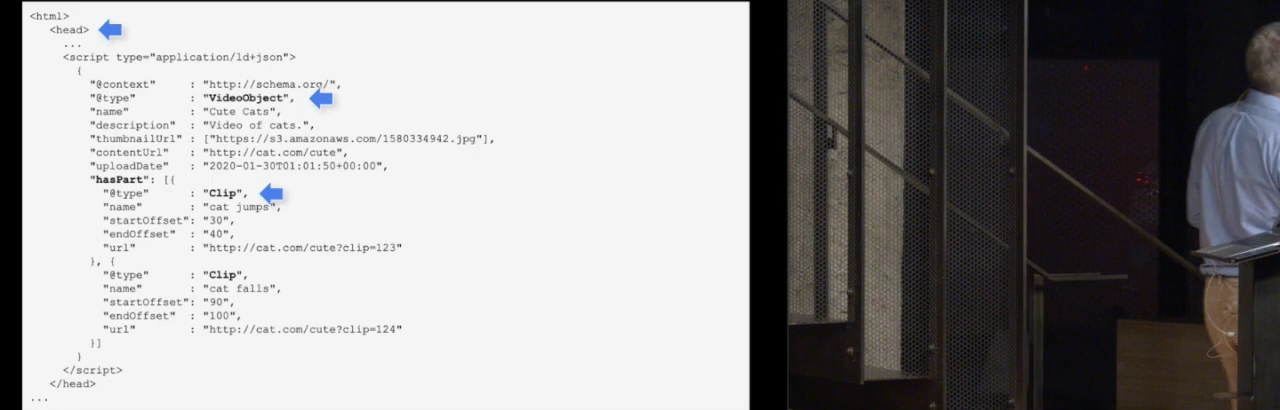 <html>
<head>
...
<script type="application/ld+json">
{
"@context" : "http://schema.org/",
"@type" : "VideoObject",
"name" : "Cute Cats",
"description" : "Video of cats.",
"thumbnailUrl" : ["https://s3.amazonaws.com/1580334942.jpg"],
"contentUrl" : "http://cat.com/cute",
"uploadDate" : "2020-01-30T01:01:50+00:00",
"hasPart": [{
"@type" : "Clip",
"name" : "cat jumps",
"startOffset": "30",
"endOffset" : "40",
"url" : "http://cat.com/cute?clip=123"
}, {
"@type" : "Clip",
"name" : "cat falls",
"startOffset": "90",
"endOffset" : "100",
"url" : "http://cat.com/cute?clip=124"
}]
}
</script>
</head>
...